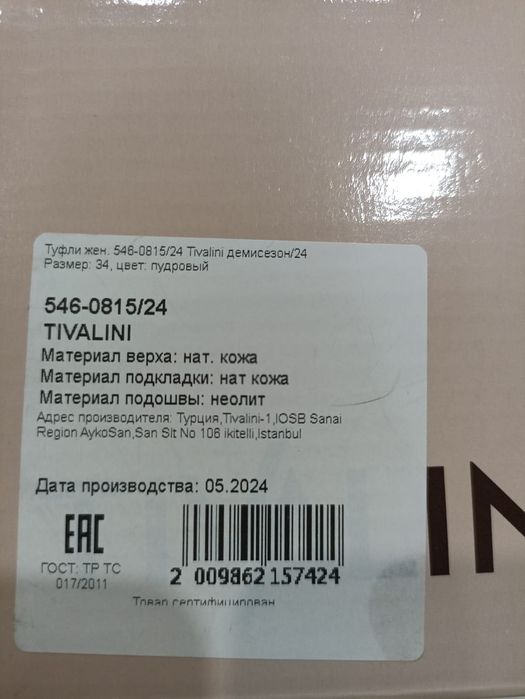 Туфли жен. 546-0815/24 Tivalini демисезон/24
Размер: 34, цвет: пудровый
546-0815/24
TIVALINI
Материал верха: нат. кожа
Материал подкладки: нат кожа
Материал подошвы: неолит
Адрес производителя: Турция,Tivalini-1,IOSB Sanai
Region AykoSan,San Slt No 106 ikitelli,Istanbul
Дата производства: 05.2024
EAC
ГОСТ: ТР ТС
017/2011
2 009862 157424
Товар сертифицирован
IN